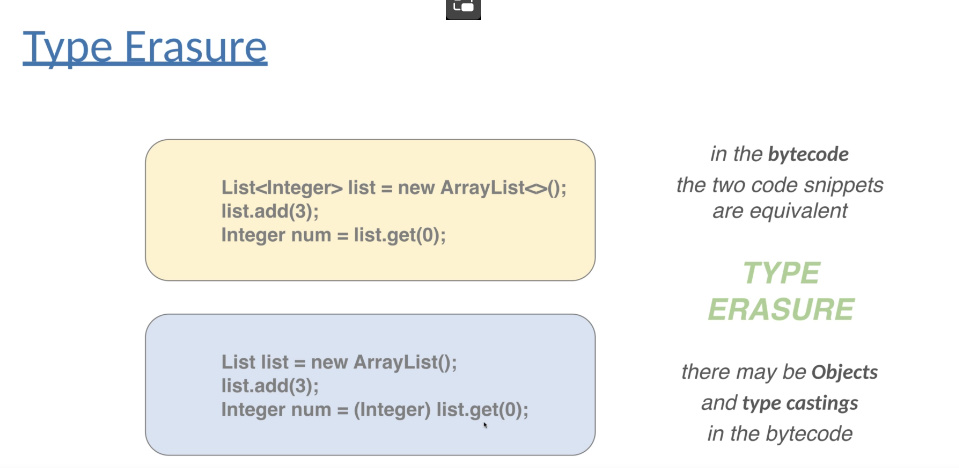 Type Erasure
List<Integer> list = new ArrayList<>();
list.add(3);
Integer num = list.get(0);
in the bytecode
the two code snippets
are equivalent
TYPE
ERASURE
List list = new ArrayList();
list.add(3);
Integer num = (Integer) list.get(0);
there may be Objects
and type castings
in the bytecode